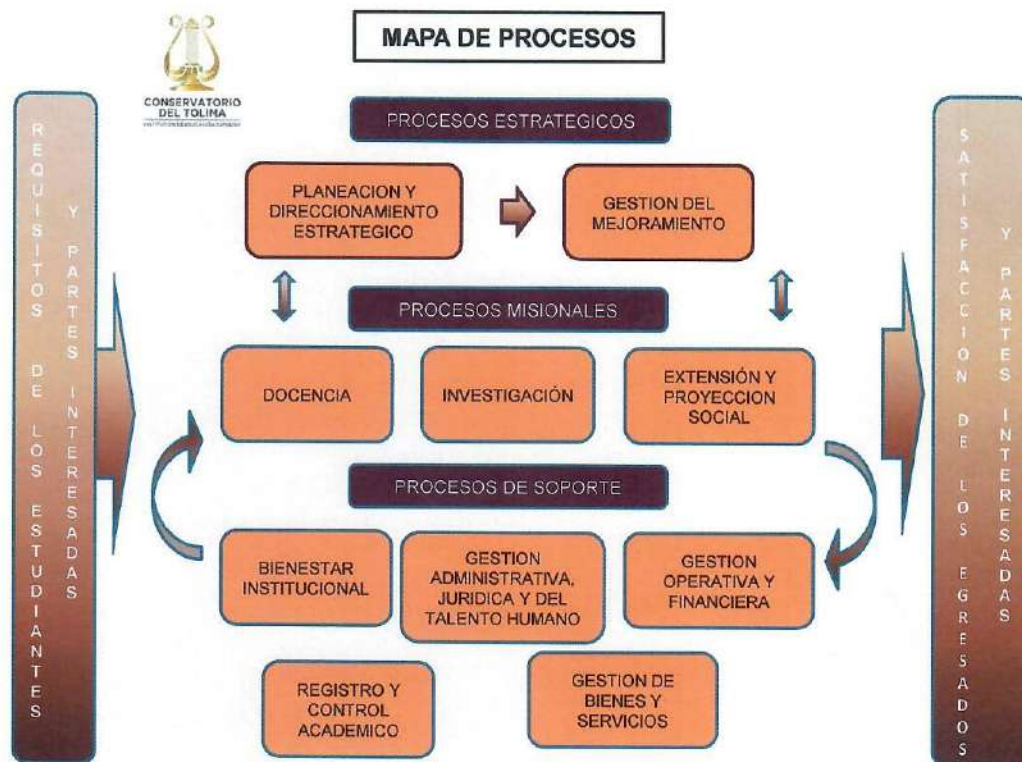 MAPA DE PROCESOS
CONSERVATORIO
DEL TOLIMA
REQUISITOS DE LOS ESTUDIANTES
Y PARTES INTERESADAS
PROCESOS ESTRATEGICOS
PLANEACION Y
DIRECCIONAMIENTO
ESTRATEGICO
GESTION DEL
MEJORAMIENTO
PROCESOS MISIONALES
DOCENCIA
INVESTIGACIÓN
EXTENSIÓN Y
PROYECCION
SOCIAL
PROCESOS DE SOPORTE
BIENESTAR
INSTITUCIONAL
GESTION
ADMINISTRATIVA,
JURIDICA Y DEL
TALENTO HUMANO
GESTION
OPERATIVA Y
FINANCIERA
REGISTRO Y
CONTROL
ACADEMICO
GESTION DE
BIENES Y
SERVICIOS
SATISFACCION DE LOS EGRESADOS
Y PARTES INTERESADAS